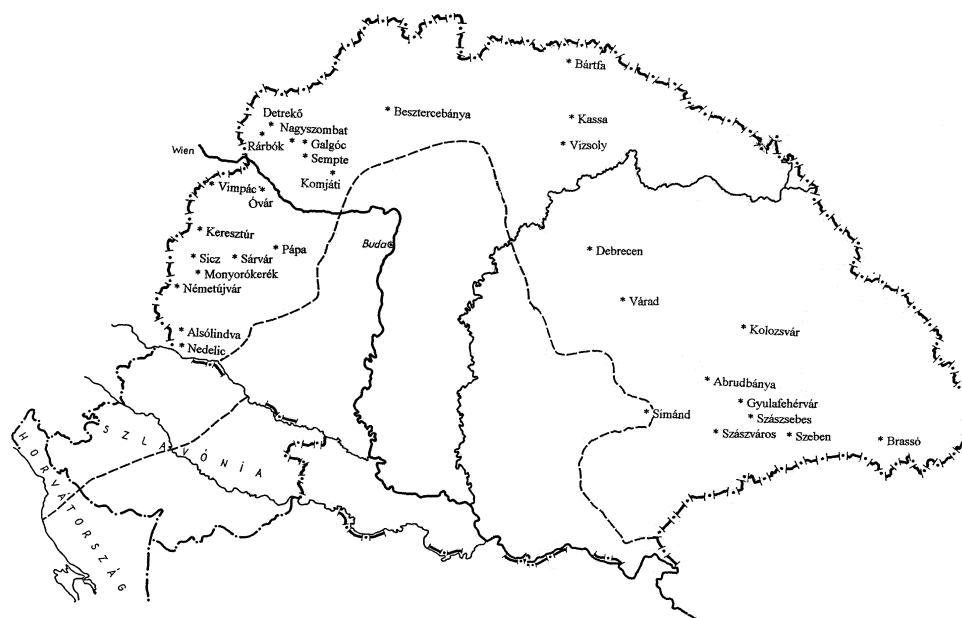 Bártfa
Besztercebánya
Detrekő
Nagyszombat
Kassa
Rárbók
Galgóc
Vizsoly
Wien
Sempte
Komjáti
Vimpác
Óvár
Keresztúr
Buda
Pápa
Debrecen
Sicz
Sárvár
Monyorókerék
Németújvár
Várad
Kolozsvár
Alsólindva
Nedelic
Abrudbánya
Gyulafehérvár
Simánd
Szászsebes
Szászváros
Szeben
Brassó
SZLAVÓNÍA
HORVÁTORSZÁG